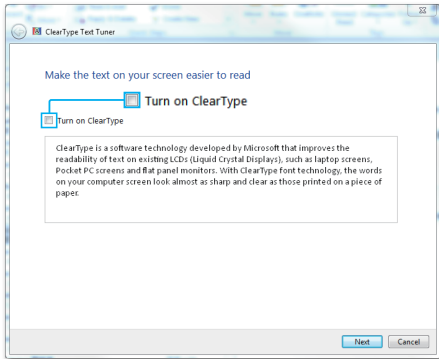 ClearType Text Tuner
Make the text on your screen easier to read
Turn on ClearType
Turn on ClearType
ClearType is a software technology developed by Microsoft that improves the
readability of text on existing LCDs (Liquid Crystal Displays), such as laptop screens,
Pocket PC screens and flat panel monitors. With ClearType font technology, the words
on your computer screen look almost as sharp and clear as those printed on a piece of
paper.
Next Cancel